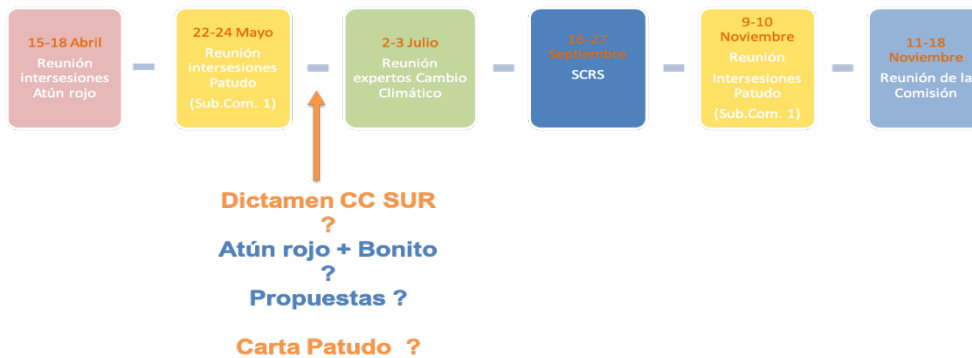 15-18 Abril
Reunión
intersesiones
Atún rojo
22-24 Mayo
Reunión
intersesiones
Patudo
(Sub.Com. 1)
2-3 Julio
Reunión
expertos Cambio
Climático
16-27
Septiembre
SCRS
9-10
Noviembre
Reunión
Intersesiones
Patudo
(Sub.Com. 1)
11-18
Noviembre
Reunión de la
Comisión
Dictamen CC SUR
?
Atún rojo + Bonito
?
Propuestas ?
Carta Patudo ?